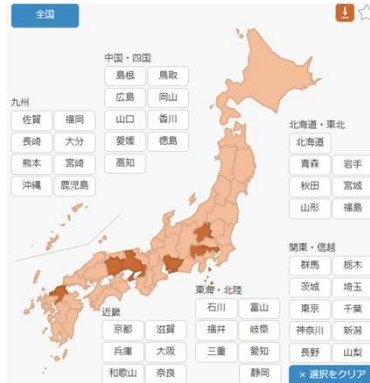 全国
中国・四国
島根 鳥取
広島 岡山
山口 香川
愛媛 徳島
高知
九州
佐賀 福岡
長崎 大分
熊本 宮崎
沖縄 鹿児島
北海道・東北
北海道
青森 岩手
秋田 宮城
山形 福島
関東・信越
群馬 栃木
茨城 埼玉
東京 千葉
神奈川 新潟
長野 山梨
東海・北陸
石川 富山
福井 岐阜
三重 愛知
静岡
近畿
京都 滋賀
兵庫 大阪
和歌山 奈良
× 選択をクリア